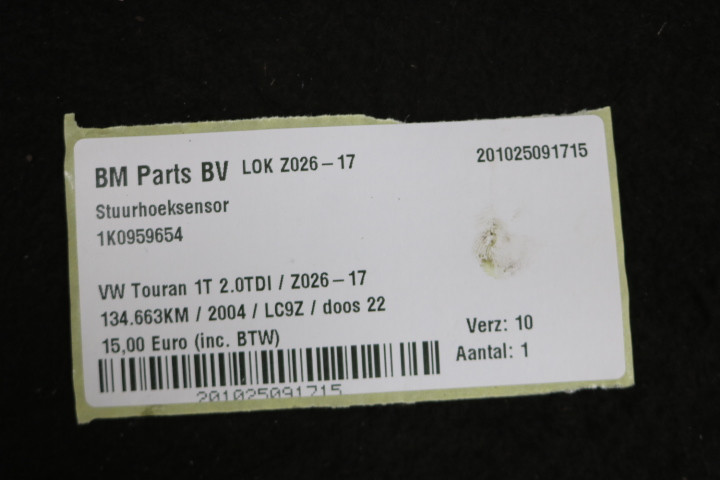 BM Parts BV LOK Z026-17 201025091715
Stuurhoeksensor
1K0959654
VW Touran 1T 2.0TDI / Z026-17
134.663KM / 2004 / LC9Z / doos 22
15,00 Euro (inc. BTW)
Verz: 10
Aantal: 1
201025091715